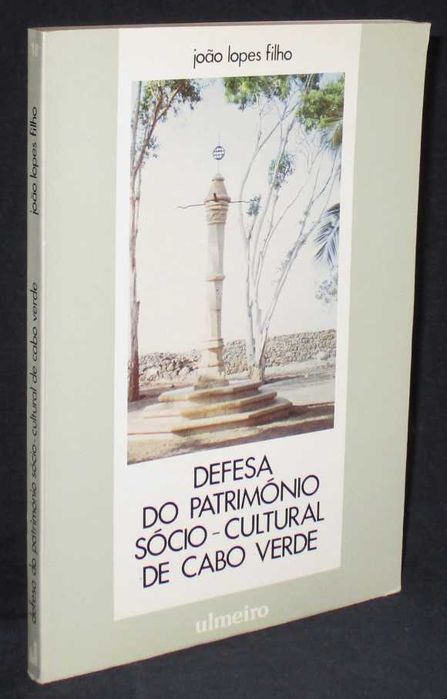 joão lopes filho
DEFESA
DO PATRIMÓNIO
SÓCIO-CULTURAL
DE CABO VERDE
ulmeiro
defesa do património sócio-cultural de cabo verde joão lopes filho